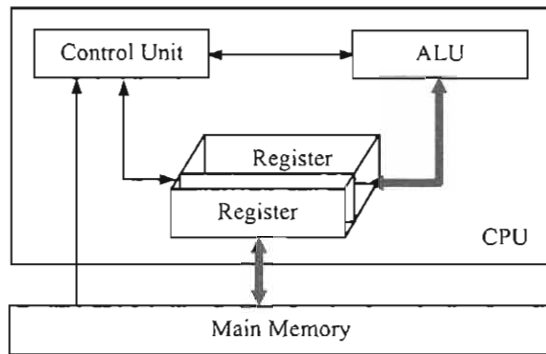 Control Unit
ALU
Register
Register
CPU
Main Memory